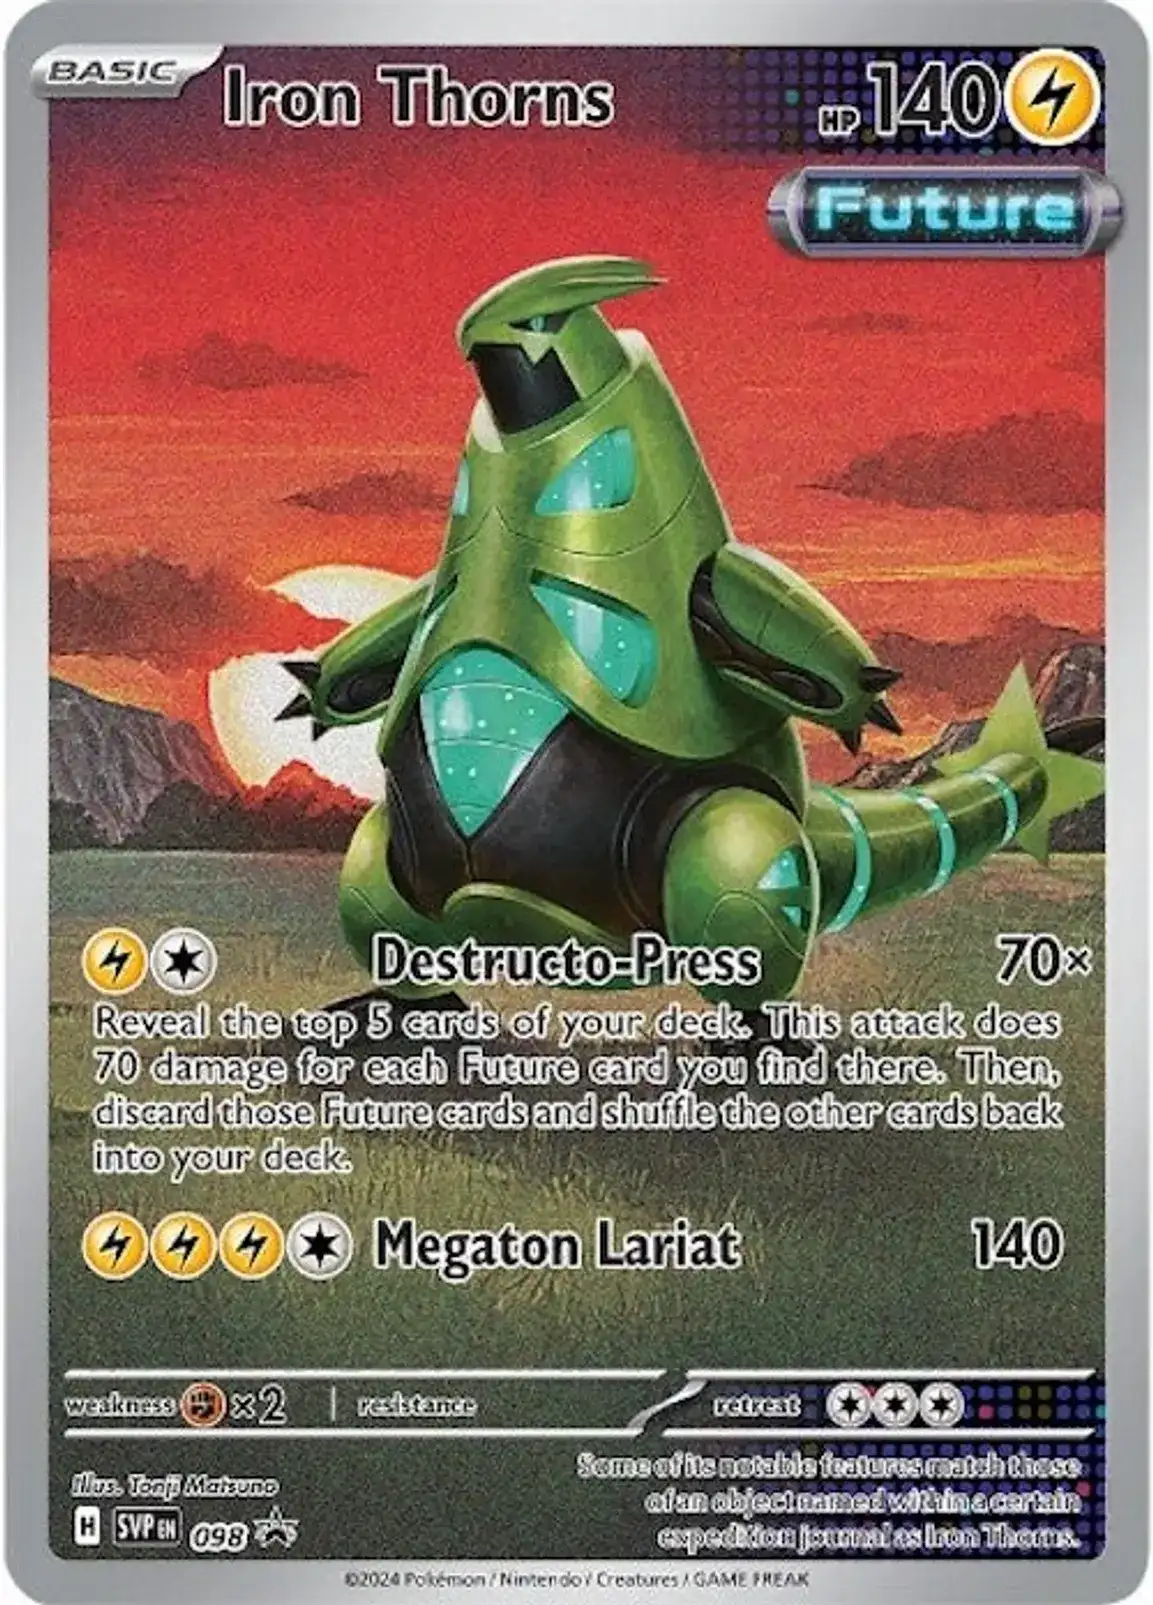 BASIC
Iron Thorns
HP 140
Future
Destructo-Press 70×
Reveal the top 5 cards of your deck. This attack does
70 damage for each Future card you find there. Then,
discard those Future cards and shuffle the other cards back
into your deck.
Megaton Lariat 140
weakness ×2 resistance retreat
Some of its notable features match those
of an object named within a certain
expedition journal as Iron Thorns.
Illus. Tonji Matsuno
H SVP EN 098
©2024 Pokémon / Nintendo / Creatures / GAME FREAK